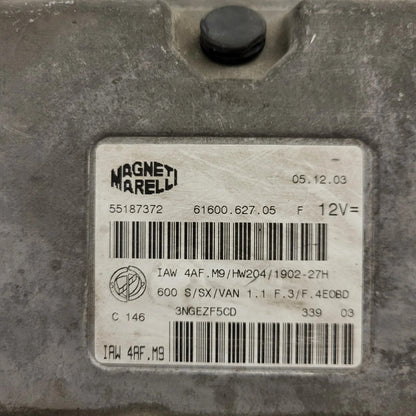 MAGNETI
MARELLI
05.12.03
55187372 61600.627.05 F 12V=
IAW 4AF.M9/HW204/1902-27H
600 S/SX/VAN 1.1 F.3/F.4EOBD
C 146 3NGEZF5CD 339 03
IAW 4AF.M9